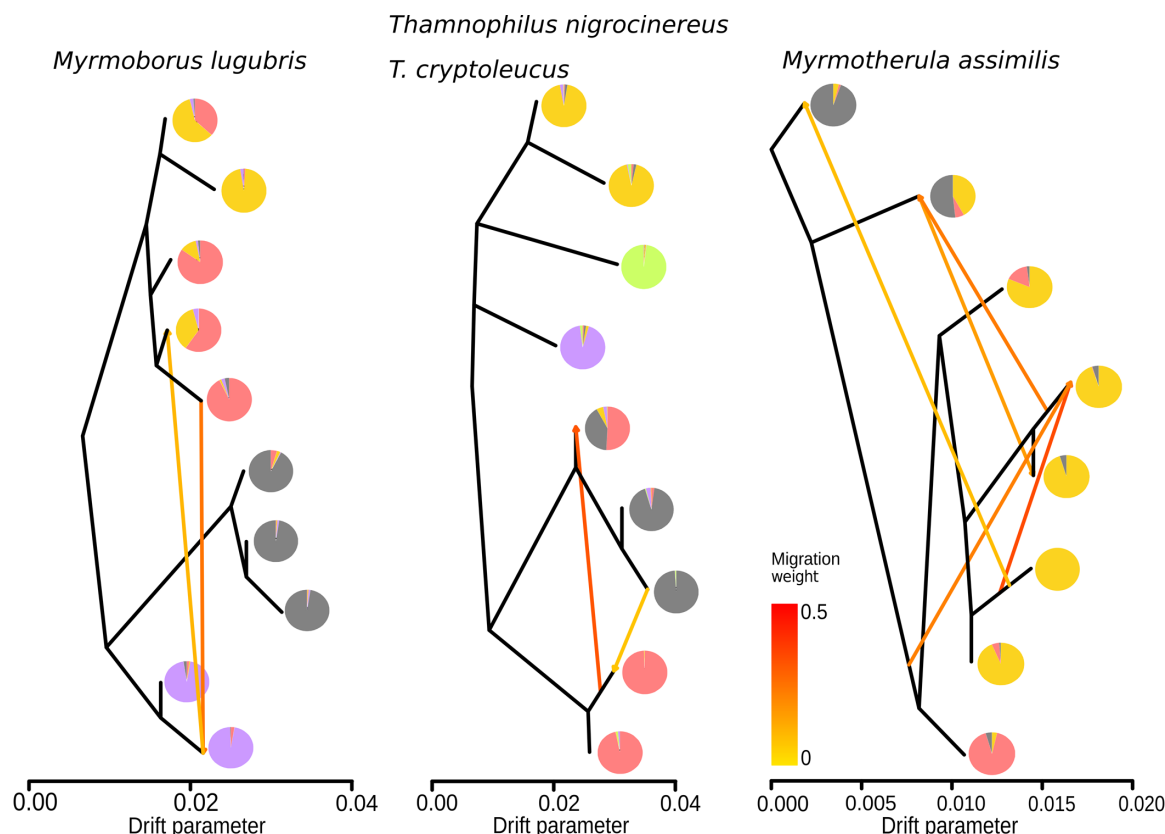 Thamnophilus nigrocinereus
Myrmoborus lugubris
T. cryptoleucus
Myrmotherula assimilis
Migration
weight
0.5
0
0.00 0.02 0.04
Drift parameter
0.00 0.02 0.04
Drift parameter
0.000 0.005 0.010 0.015 0.020
Drift parameter